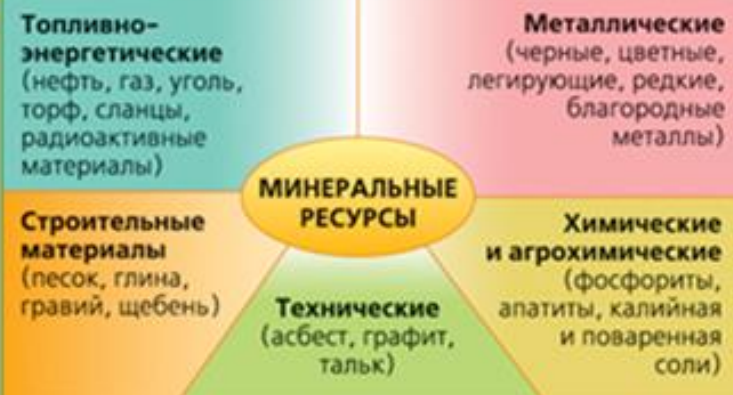 Топливно-
энергетические
(нефть, газ, уголь,
торф, сланцы,
радиоактивные
материалы)
Металлические
(черные, цветные,
легирующие, редкие,
благородные
металлы)
МИНЕРАЛЬНЫЕ
РЕСУРСЫ
Строительные
материалы
(песок, глина,
гравий, щебень)
Технические
(асбест, графит,
тальк)
Химические
и агрохимические
(фосфориты,
апатиты, калийная
и поваренная
соли)